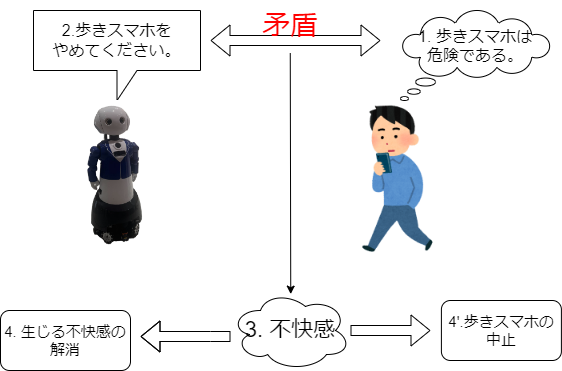 2.歩きスマホを
やめてください。
矛盾
1. 歩きスマホは
危険である。
3. 不快感
4. 生じる不快感の
解消
4'.歩きスマホの
中止